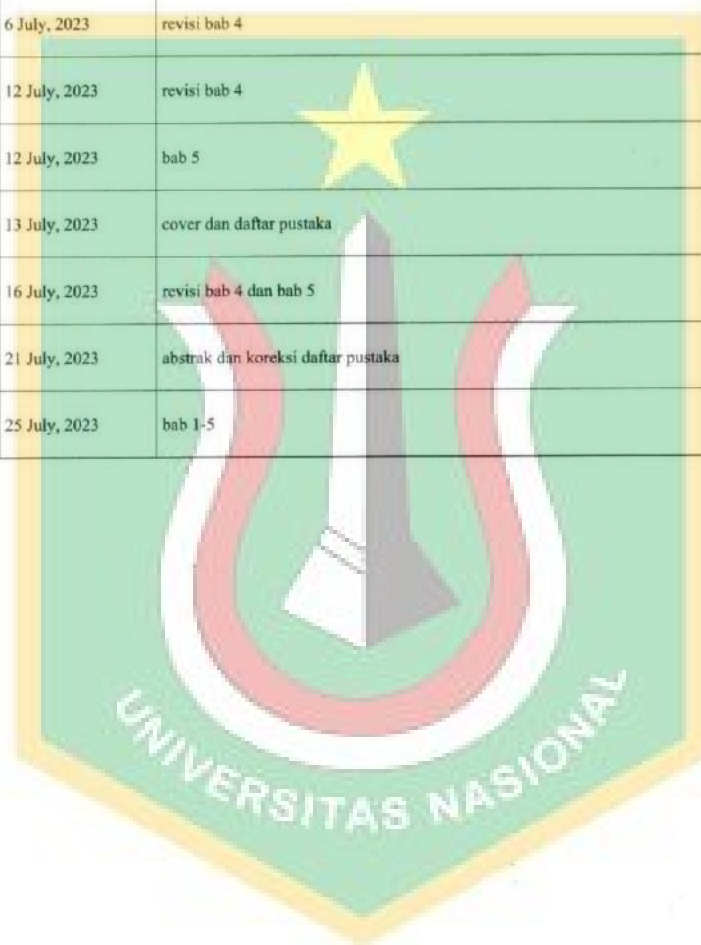 6 July, 2023 revisi bab 4
12 July, 2023 revisi bab 4
12 July, 2023 bab 5
13 July, 2023 cover dan daftar pustaka
16 July, 2023 revisi bab 4 dan bab 5
21 July, 2023 abstrak dan koreksi daftar pustaka
25 July, 2023 bab 1-5
UNIVERSITAS NASIONAL